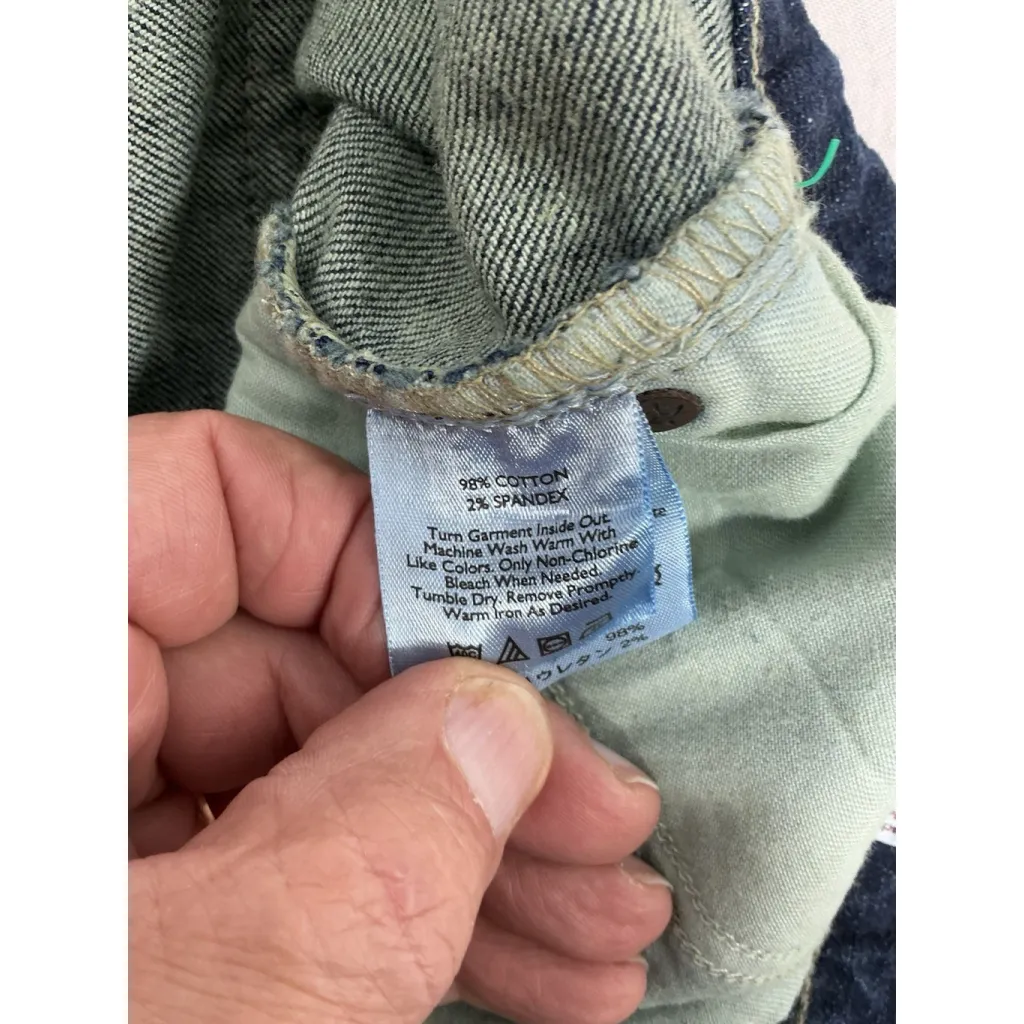 98% COTTON
2% SPANDEX
Turn Garment Inside Out.
Machine Wash Warm With
Like Colors. Only Non-Chlorine
Bleach When Needed.
Tumble Dry. Remove Promptly.
Warm Iron As Desired.
98%
ウレタン 2%